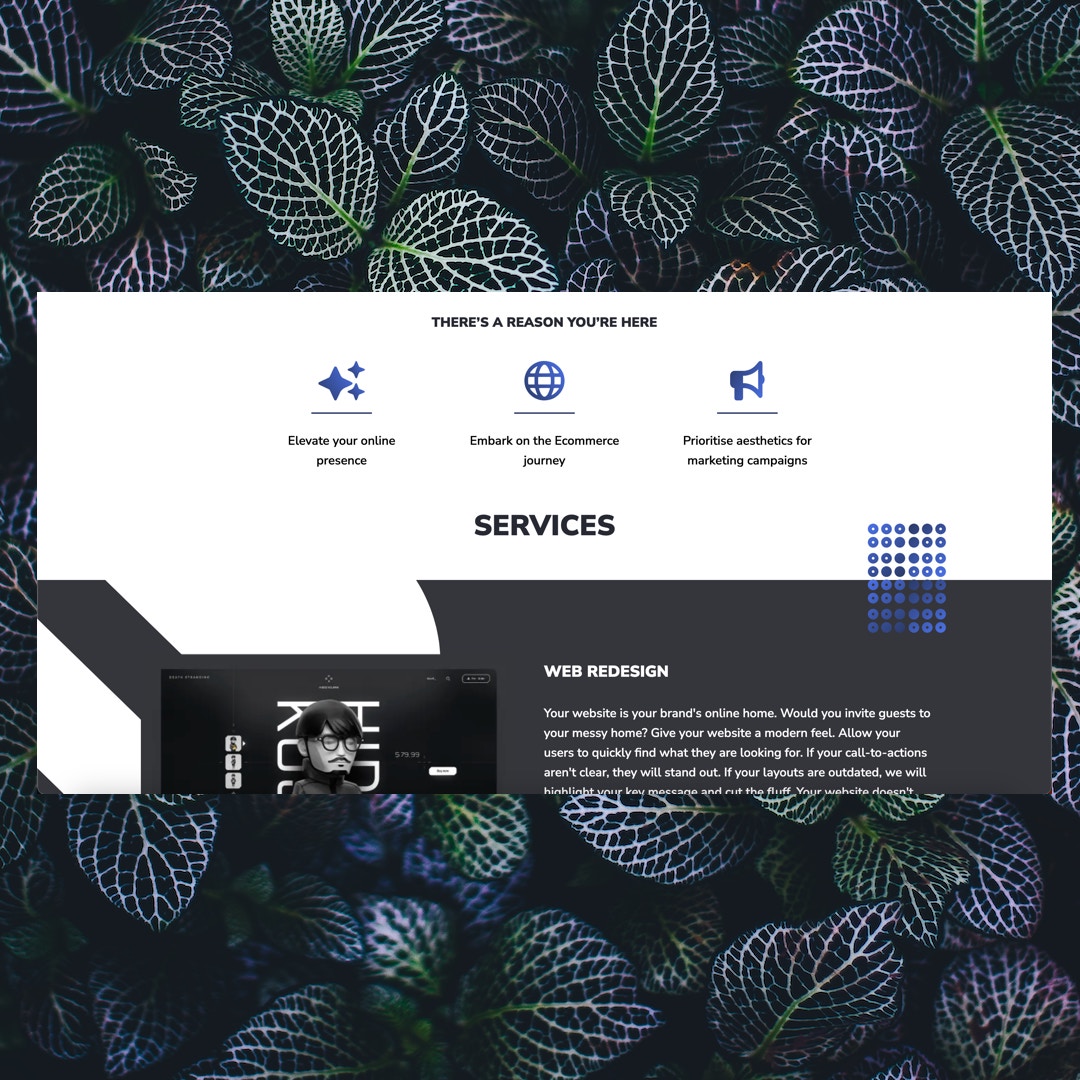 THERE'S A REASON YOU'RE HERE
Elevate your online
presence
Embark on the Ecommerce
journey
Prioritise aesthetics for
marketing campaigns
SERVICES
WEB REDESIGN
Your website is your brand's online home. Would you invite guests to
your messy home? Give your website a modern feel. Allow your
users to quickly find what they are looking for. If your call-to-actions
aren't clear, they will stand out. If your layouts are outdated, we will
highlight your key message and cut the fluff. Your website doesn't
579,99
Buy now